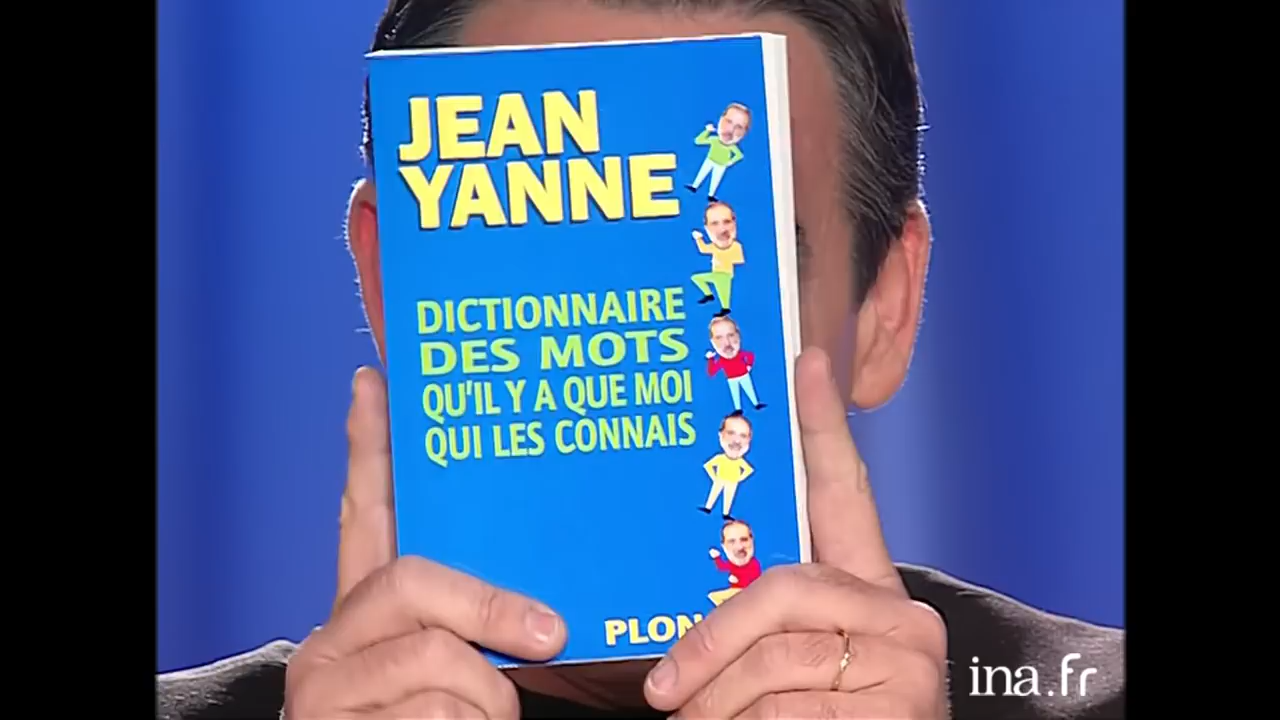 JEAN
YANNE
DICTIONNAIRE
DES MOTS
QU'IL Y A QUE MOI
QUI LES CONNAIS
PLON
ina.fr